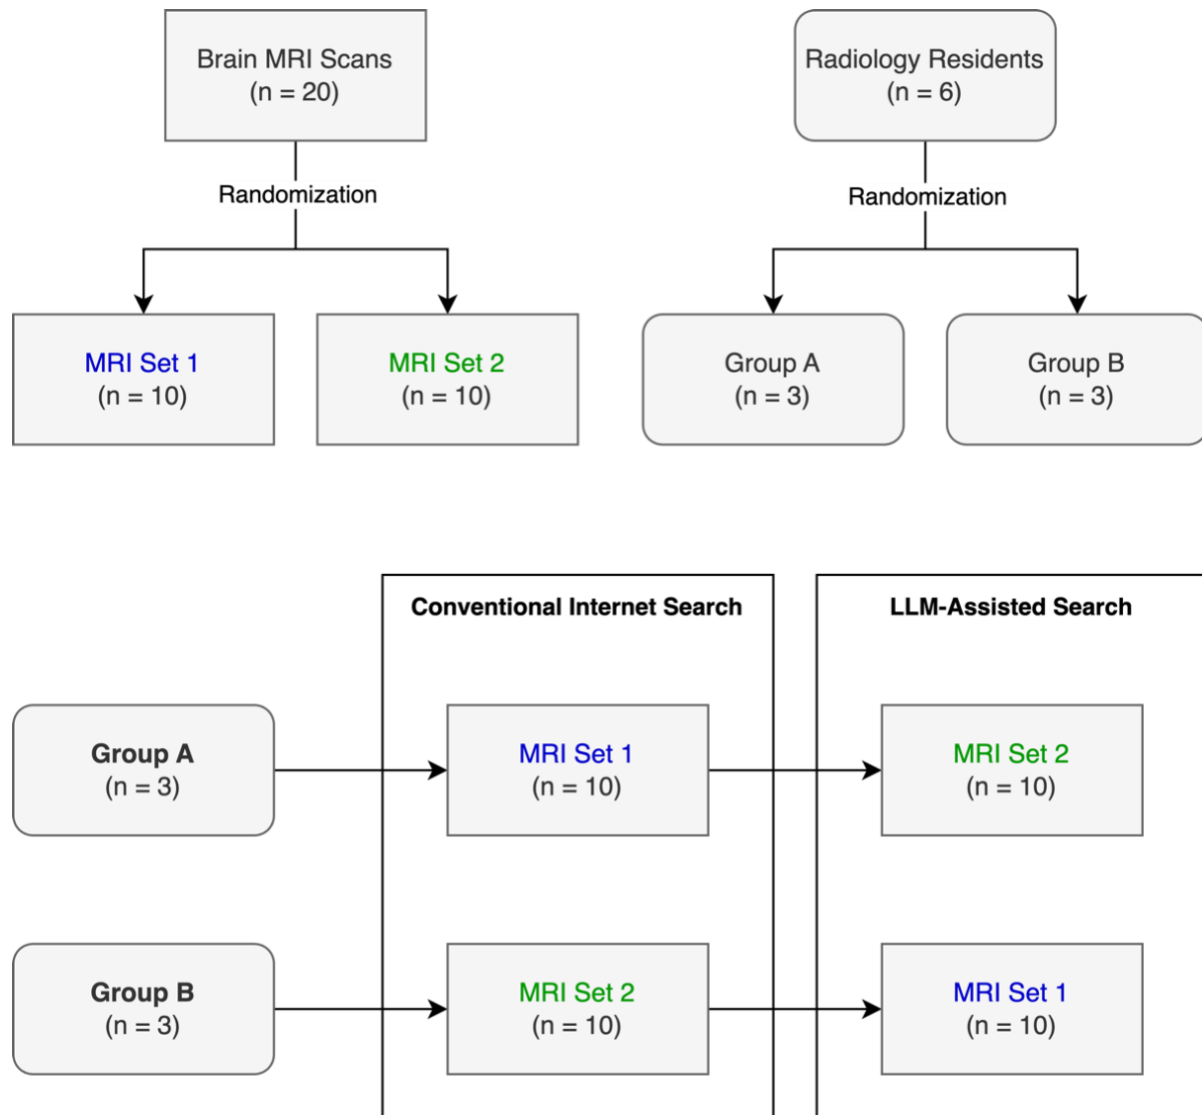 Brain MRI Scans
(n = 20)
Radiology Residents
(n = 6)
Randomization
Randomization
MRI Set 1
(n = 10)
MRI Set 2
(n = 10)
Group A
(n = 3)
Group B
(n = 3)
Conventional Internet Search
LLM-Assisted Search
Group A
(n = 3)
MRI Set 1
(n = 10)
MRI Set 2
(n = 10)
Group B
(n = 3)
MRI Set 2
(n = 10)
MRI Set 1
(n = 10)